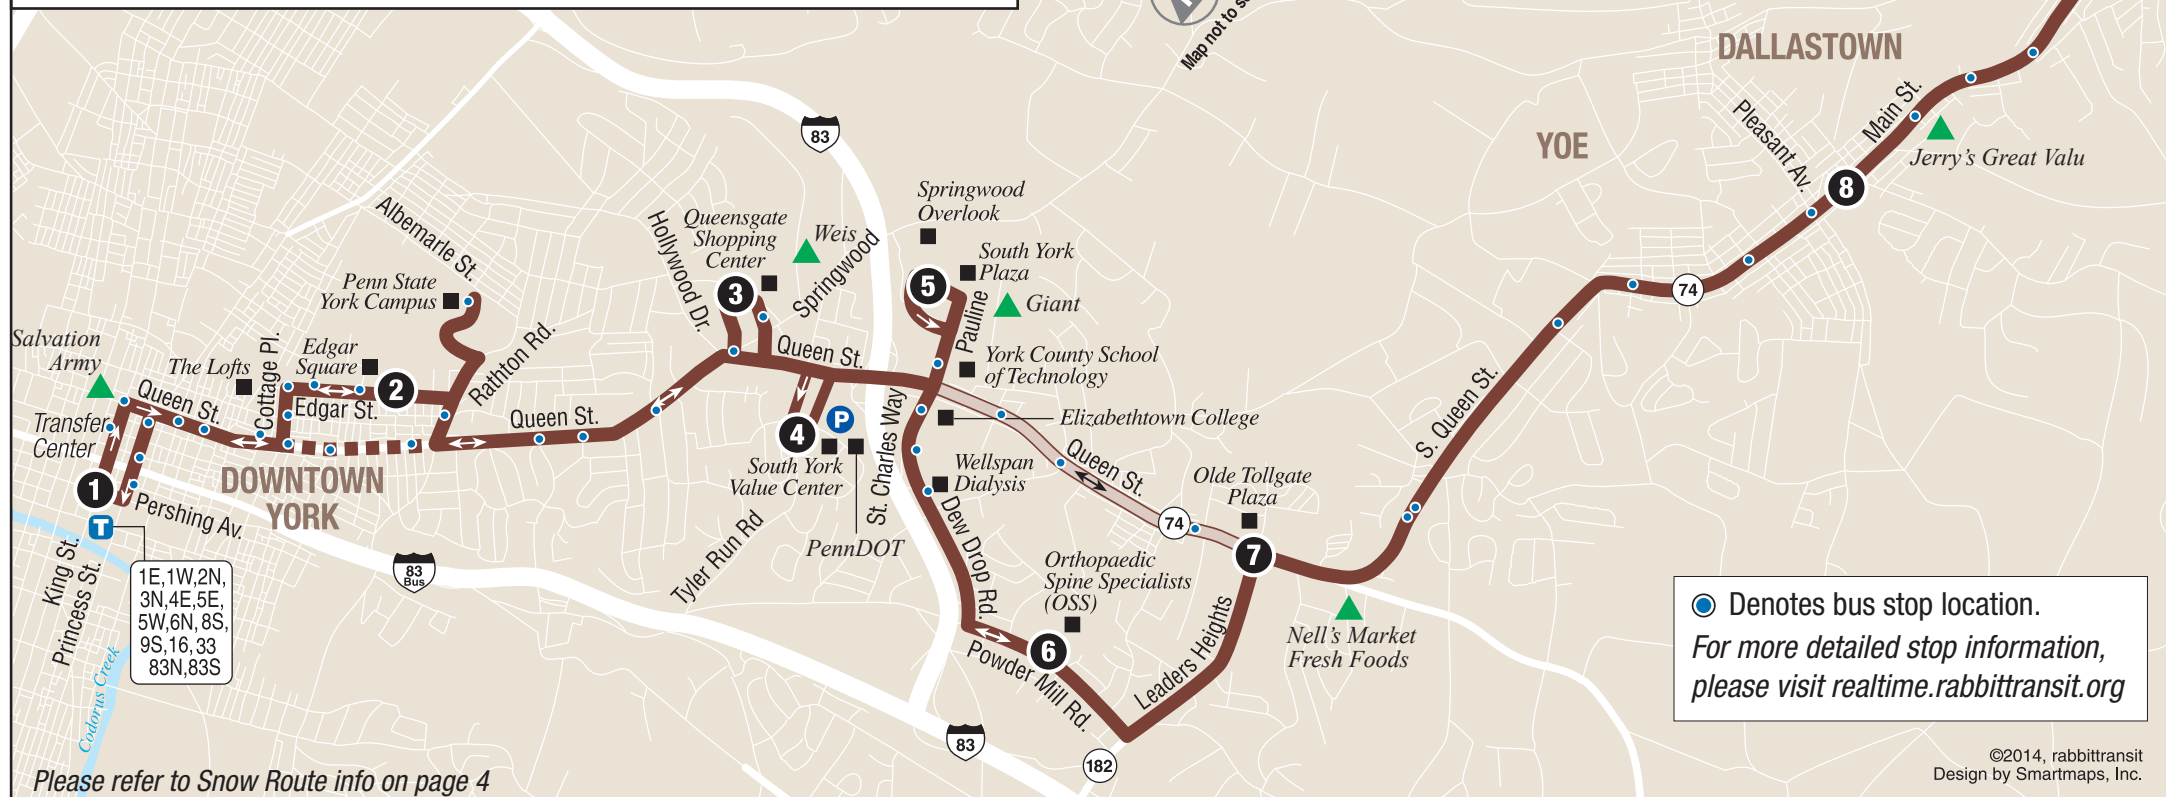 Map not to
DALLASTOWN
YOE
Pleasant Av.
Main St.
Jerry's Great Valu
8
74
83
Springwood
Overlook
South York
Plaza
5
Giant
Pauline
York County School
of Technology
Elizabethtown College
Queensgate
Shopping
Center
Weis
Springwood
Hollywood Dr.
3
Queen St.
Albemarle St.
Penn State
York Campus
Rathton Rd.
Salvation
Army
The Lofts
Cottage Pl.
Edgar
Square
2
Edgar St.
Queen St.
Queen St.
Transfer
Center
1
DOWNTOWN
YORK
Pershing Av.
T
King St.
Princess St.
Codorus Creek
1E,1W,2N,
3N,4E,5E,
5W,6N,8S,
9S,16,33
83N,83S
83
Bus
P
4
South York
Value Center
PennDOT
Tyler Run Rd
St. Charles Way
Wellspan
Dialysis
Dew Drop Rd.
Queen St.
74
Olde Tollgate
Plaza
7
S. Queen St.
Orthopaedic
Spine Specialists
(OSS)
6
Powder Mill Rd.
Leaders Heights
Nell's Market
Fresh Foods
83
182
Denotes bus stop location.
For more detailed stop information,
please visit realtime.rabbittransit.org
©2014, rabbittransit
Design by Smartmaps, Inc.
Please refer to Snow Route info on page 4